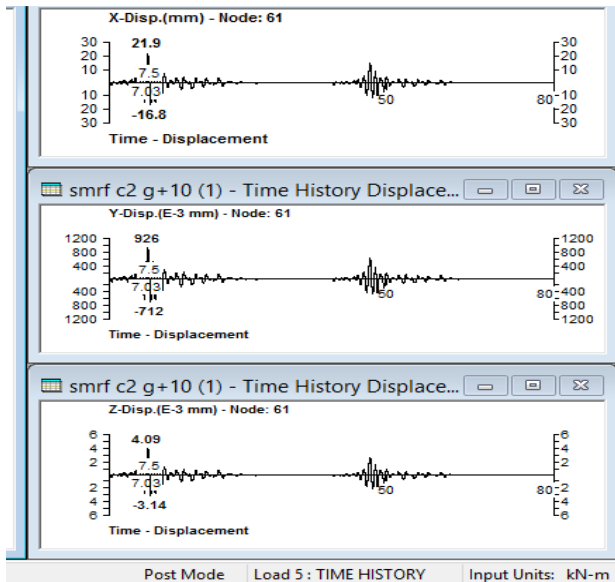 X-Disp.(mm) - Node: 61
30 21.9 30
20 20
10 7.5 10
7.03 50 80
10 10
20 20
30 -16.8 30
Time - Displacement
smrf c2 g+10 (1) - Time History Displace...
Y-Disp.(E-3 mm) - Node: 61
1200 926 1200
800 800
400 7.5 400
7.03 50 80
400 400
800 800
1200 -712 1200
Time - Displacement
smrf c2 g+10 (1) - Time History Displace...
Z-Disp.(E-3 mm) - Node: 61
6 4.09 6
4 4
2 7.5 2
7.03 50 80
2 2
4 4
6 -3.14 6
Time - Displacement
Post Mode Load 5 : TIME HISTORY Input Units: kN-m